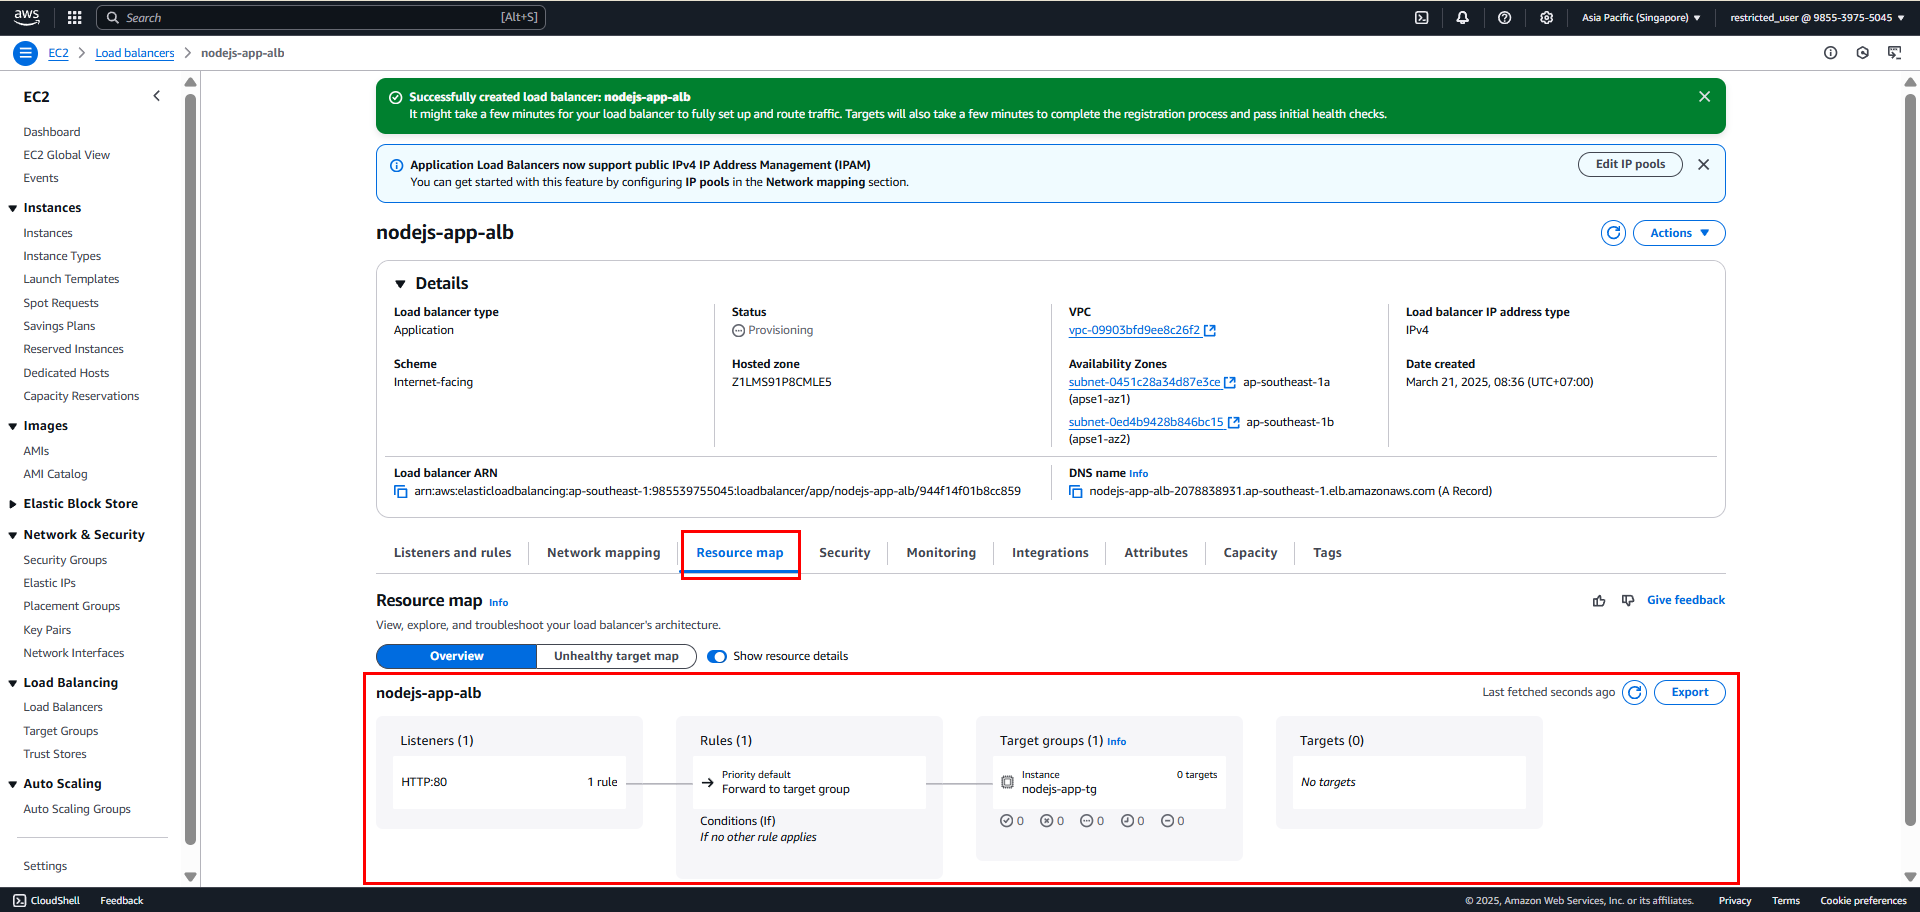 aws
Search
[Alt+S]
Asia Pacific (Singapore)
restricted_user @ 9855-3975-5045
EC2
Load balancers
nodejs-app-alb
EC2
Dashboard
EC2 Global View
Events
Instances
Instances
Instance Types
Launch Templates
Spot Requests
Savings Plans
Reserved Instances
Dedicated Hosts
Capacity Reservations
Images
AMIs
AMI Catalog
Elastic Block Store
Network & Security
Security Groups
Elastic IPs
Placement Groups
Key Pairs
Network Interfaces
Load Balancing
Load Balancers
Target Groups
Trust Stores
Auto Scaling
Auto Scaling Groups
Settings
Successfully created load balancer: nodejs-app-alb
It might take a few minutes for your load balancer to fully set up and route traffic. Targets will also take a few minutes to complete the registration process and pass initial health checks.
Application Load Balancers now support public IPv4 IP Address Management (IPAM)
You can get started with this feature by configuring IP pools in the Network mapping section.
Edit IP pools
nodejs-app-alb
Actions
Details
Load balancer type
Application
Status
Provisioning
VPC
vpc-09903bfd9ee8c26f2
Load balancer IP address type
IPv4
Scheme
Internet-facing
Hosted zone
Z1LMS91P8CMLE5
Availability Zones
subnet-0451c28a34d87e3ce ap-southeast-1a
(apse1-az1)
subnet-0ed4b9428b846bc15 ap-southeast-1b
(apse1-az2)
Date created
March 21, 2025, 08:36 (UTC+07:00)
Load balancer ARN
arn:aws:elasticloadbalancing:ap-southeast-1:985539755045:loadbalancer/app/nodejs-app-alb/944f14f01b8cc859
DNS name Info
nodejs-app-alb-2078838931.ap-southeast-1.elb.amazonaws.com (A Record)
Listeners and rules
Network mapping
Resource map
Security
Monitoring
Integrations
Attributes
Capacity
Tags
Resource map Info
Give feedback
View, explore, and troubleshoot your load balancer's architecture.
Overview
Unhealthy target map
Show resource details
nodejs-app-alb
Last fetched seconds ago
Export
Listeners (1)
HTTP:80
1 rule
Rules (1)
Priority default
Forward to target group
Conditions (If)
If no other rule applies
Target groups (1) Info
Instance
0 targets
nodejs-app-tg
0 0 0 0 0
Targets (0)
No targets
CloudShell
Feedback
© 2025, Amazon Web Services, Inc. or its affiliates.
Privacy
Terms
Cookie preferences